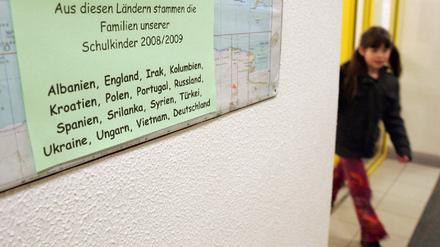 Aus diesen Ländern stammen die
Familien unserer
Schulkinder 2008/2009
Albanien, England, Irak, Kolumbien,
Kroatien, Polen, Portugal, Russland,
Spanien, Srilanka, Syrien, Türkei,
Ukraine, Ungarn, Vietnam, Deutschland